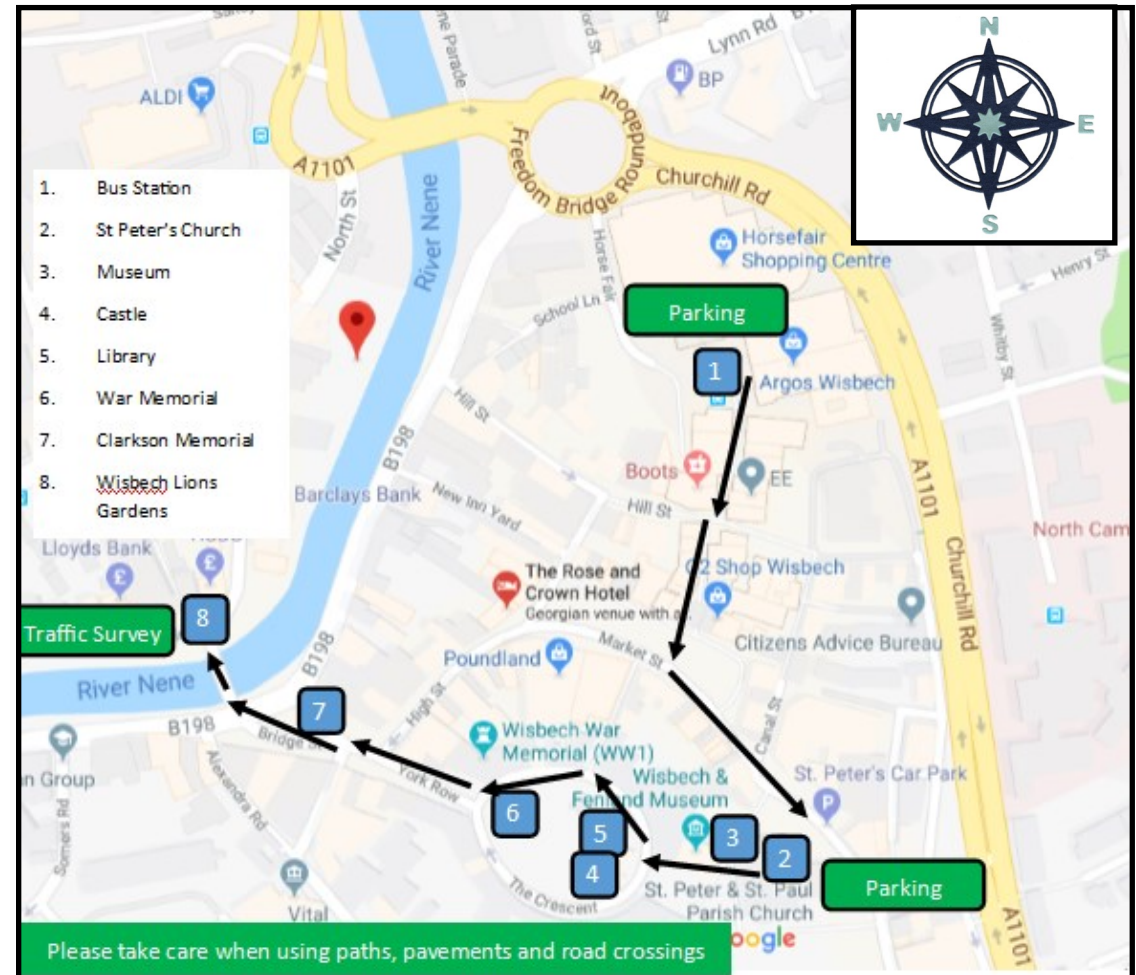 N
W
E
S
Lynn Rd
BP
ALDI
A1101
Freedom Bridge Roundabout
Churchill Rd
1. Bus Station
2. St Peter's Church
3. Museum
4. Castle
5. Library
6. War Memorial
7. Clarkson Memorial
8. Wisbech Lions
Gardens
North St
River Nene
Horse Fair
Horsefair
Shopping Centre
Henry St
Whitby St
School Ln
Parking
1
Argos Wisbech
Hill St
B198
Boots
EE
Hill St
A1101
Barclays Bank
New Inn Yard
North Cam
Lloyds Bank
The Rose and
Crown Hotel
Georgian venue with a
Shop Wisbech
Churchill Rd
8
Traffic Survey
Citizens Advice Bureau
Market St
Poundland
B198
River Nene
7
High St
Canal St
B198
Bridge
Wisbech War
Memorial (WW1)
Wisbech &
Museum
St. Peter's Car Park
P
n Group
York Row
Alexandra Rd
Somers Rd
6
5
3
2
4
St. Peter & St. Paul
Parish Church
Parking
The Crescent
Vital
A1101
oogle
Please take care when using paths, pavements and road crossings